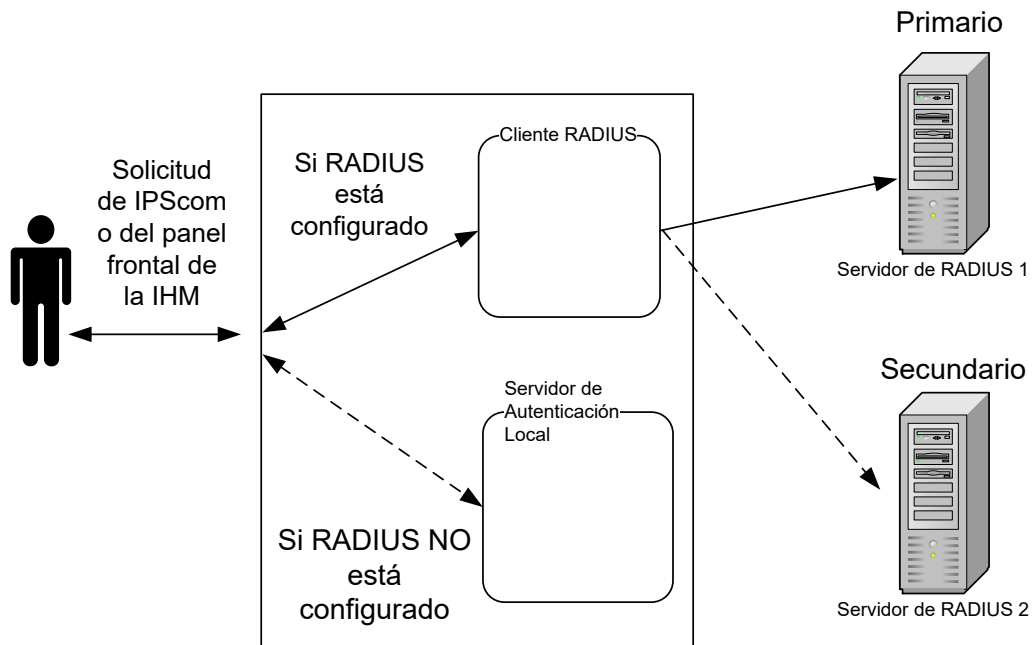 Primario
Cliente RADIUS
Solicitud
de IPScom
o del panel
frontal de
la IHM
Si RADIUS
está
configurado
Servidor de RADIUS 1
Secundario
Servidor de
Autenticación
Local
Si RADIUS NO
está
configurado
Servidor de RADIUS 2